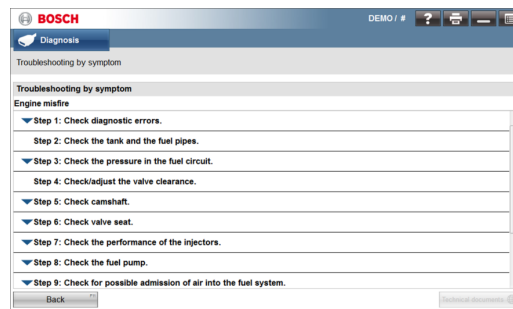 BOSCH
DEMO / #
?
Diagnosis
Troubleshooting by symptom
Troubleshooting by symptom
Engine misfire
Step 1: Check diagnostic errors.
Step 2: Check the tank and the fuel pipes.
Step 3: Check the pressure in the fuel circuit.
Step 4: Check/adjust the valve clearance.
Step 5: Check camshaft.
Step 6: Check valve seat.
Step 7: Check the performance of the injectors.
Step 8: Check the fuel pump.
Step 9: Check for possible admission of air into the fuel system.
Back
Technical documents